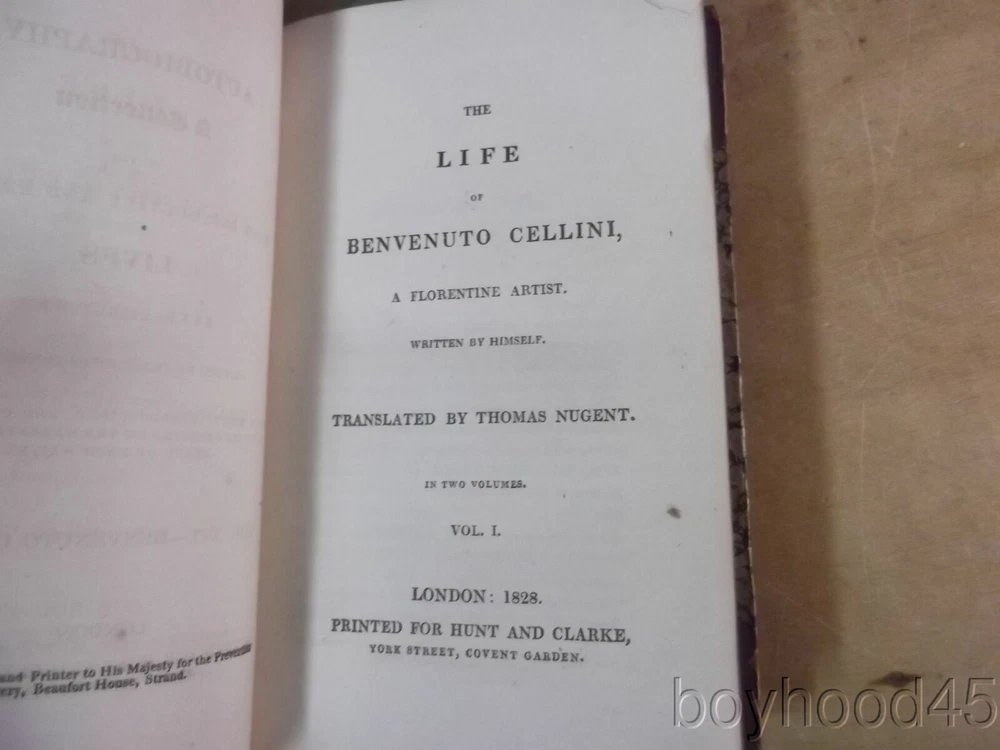 and Printer to His Majesty for the Prevention
Beaufort House, Strand.
THE
LIFE
OF
BENVENUTO CELLINI,
A FLORENTINE ARTIST.
WRITTEN BY HIMSELF.
TRANSLATED BY THOMAS NUGENT.
IN TWO VOLUMES.
VOL. I.
LONDON: 1828.
PRINTED FOR HUNT AND CLARKE,
YORK STREET, COVENT GARDEN.
boyhood45